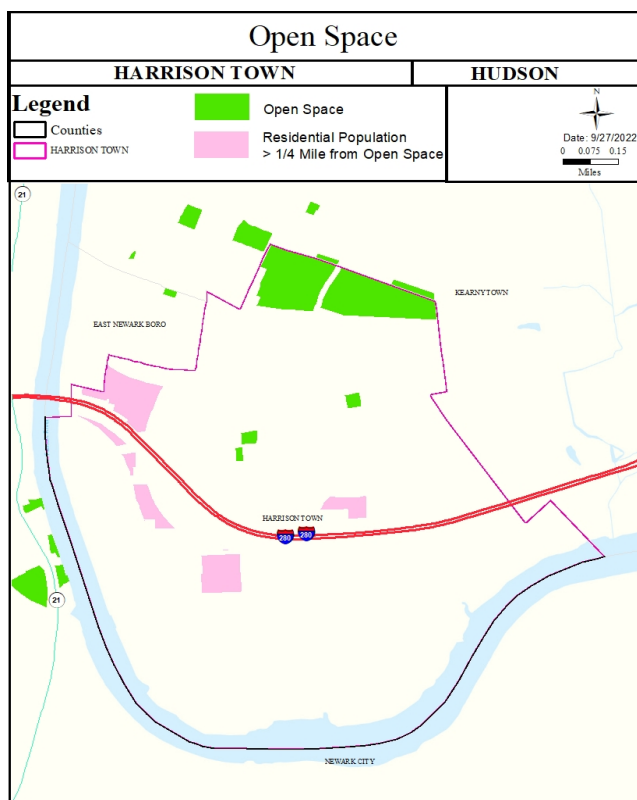 Open Space
HARRISON TOWN
HUDSON
Legend
Counties
HARRISON TOWN
Open Space
Residential Population
> 1/4 Mile from Open Space
N
Date: 9/27/2022
0 0.075 0.15
Miles
21
KEARNY TOWN
EAST NEWARK BORO
HARRISON TOWN
280
280
21
NEWARK CITY